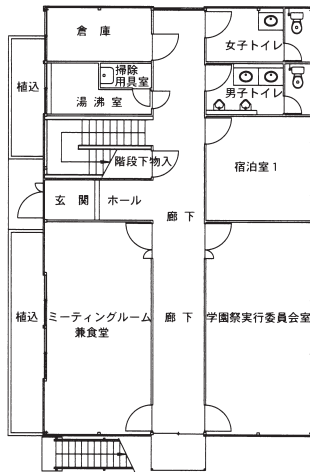 倉庫
女子トイレ
掃除
用具室
男子トイレ
植込
湯沸室
階段下物入
宿泊室1
玄関
ホール
廊下
植込
ミーティングルーム
兼食堂
廊下
学園祭実行委員会室